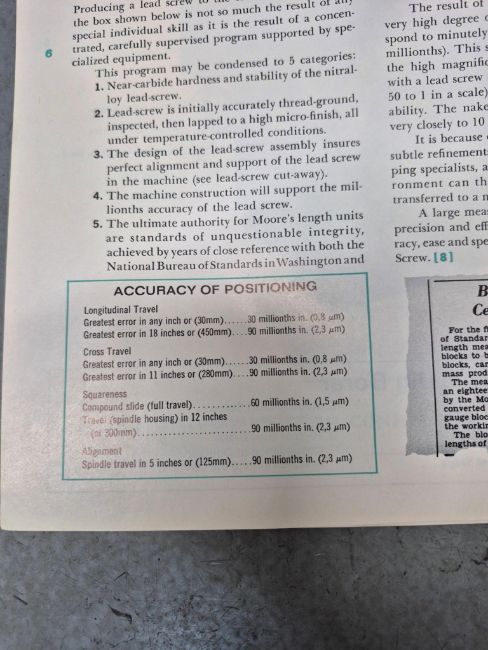 Producing a lead screw to the
the box shown below is not so much the result of any
special individual skill as it is the result of a concen-
trated, carefully supervised program supported by spe-
cialized equipment.
6
This program may be condensed to 5 categories:
1. Near-carbide hardness and stability of the nitral-
loy lead-screw.
2. Lead-screw is initially accurately thread-ground,
inspected, then lapped to a high micro-finish, all
under temperature-controlled conditions.
3. The design of the lead-screw assembly insures
perfect alignment and support of the lead screw
in the machine (see lead-screw cut-away).
4. The machine construction will support the mil-
lionths accuracy of the lead screw.
5. The ultimate authority for Moore's length units
are standards of unquestionable integrity,
achieved by years of close reference with both the
National Bureau of Standards in Washington and
ACCURACY OF POSITIONING
Longitudinal Travel
Greatest error in any inch or (30mm)......30 millionths in. (0,8 μm)
Greatest error in 18 inches or (450mm)....90 millionths in. (2,3 μm)
Cross Travel
Greatest error in any inch or (30mm)......30 millionths in. (0,8 μm)
Greatest error in 11 inches or (280mm)....90 millionths in. (2,3 μm)
Squareness
Compound slide (full travel).............60 millionths in. (1,5 μm)
Travel (spindle housing) in 12 inches
(or 300mm)........................90 millionths in. (2,3 μm)
Alignment
Spindle travel in 5 inches or (125mm).....90 millionths in. (2,3 μm)
The result of
very high degree
spond to minutely
millionths). This
the high magnific
with a lead screw
50 to 1 in a scale)
ability. The nake
very closely to 10
It is because
subtle refinement
ping specialists, a
ronment can th
transferred to a
A large meas
precision and eff
racy, ease and spe
Screw. [8]
B
Ce
For the fi
of Standar
length mea
blocks to b
blocks, car
mass prod
The mea
an eighteen
by the Mo
converted
gauge bloc
the workin
The blo
lengths of